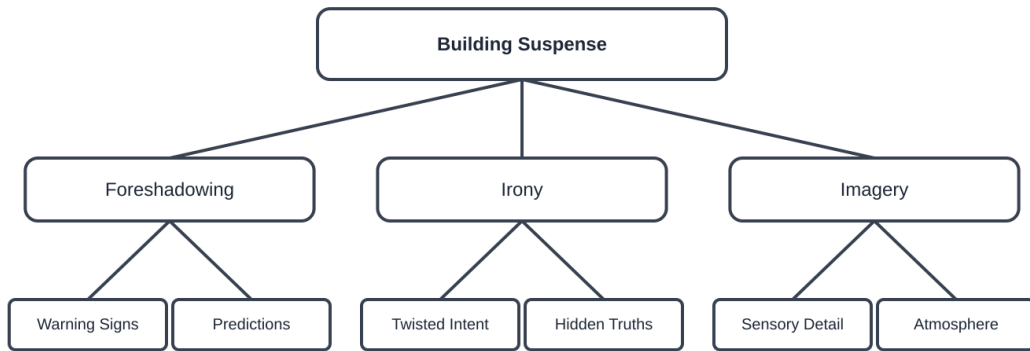 Building Suspense
Foreshadowing
Irony
Imagery
Warning Signs
Predictions
Twisted Intent
Hidden Truths
Sensory Detail
Atmosphere